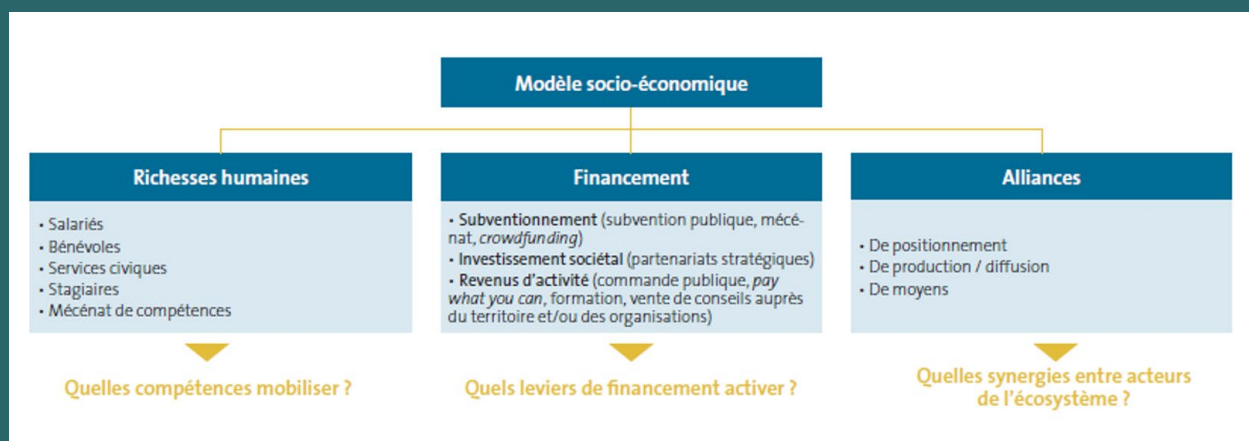 Modèle socio-économique
Richesses humaines
• Salariés
• Bénévoles
• Services civiques
• Stagiaires
• Mécénat de compétences
Quelles compétences mobiliser ?
Financement
• Subventionnement (subvention publique, mécé-
nat, crowdfunding)
• Investissement sociétal (partenariats stratégiques)
• Revenus d’activité (commande publique, pay
what you can, formation, vente de conseils auprès
du territoire et/ou des organisations)
Quels leviers de financement activer ?
Alliances
• De positionnement
• De production / diffusion
• De moyens
Quelles synergies entre acteurs
de l’écosystème ?